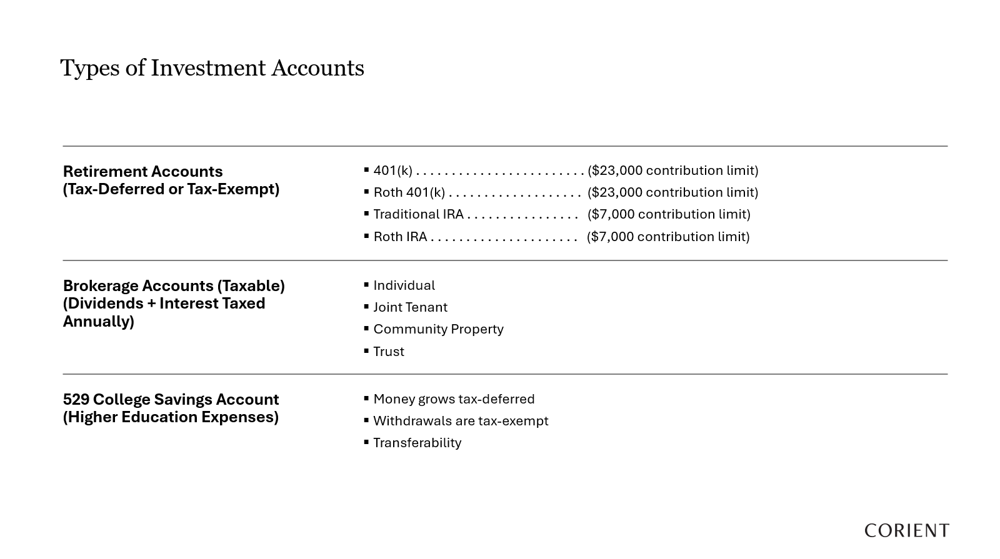 Types of Investment Accounts
Retirement Accounts
(Tax-Deferred or Tax-Exempt)
▪ 401(k) . . . . . . . . . . . . . . . . . . . . . . . . ($23,000 contribution limit)
▪ Roth 401(k) . . . . . . . . . . . . . . . . . . . ($23,000 contribution limit)
▪ Traditional IRA . . . . . . . . . . . . . . . . ($7,000 contribution limit)
▪ Roth IRA . . . . . . . . . . . . . . . . . . . . . ($7,000 contribution limit)
Brokerage Accounts (Taxable)
(Dividends + Interest Taxed
Annually)
▪ Individual
▪ Joint Tenant
▪ Community Property
▪ Trust
529 College Savings Account
(Higher Education Expenses)
▪ Money grows tax-deferred
▪ Withdrawals are tax-exempt
▪ Transferability
CORIENT